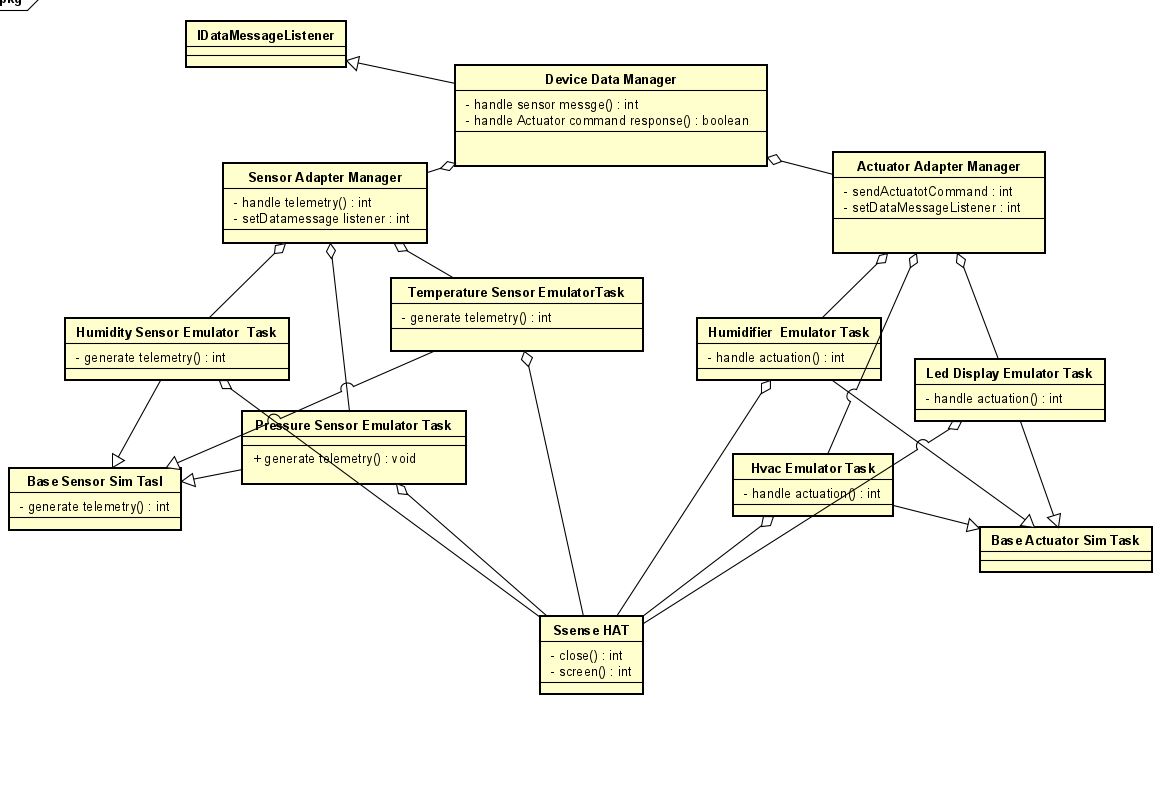 pkg
IDataMessageListener
Device Data Manager
- handle sensor messge() : int
- handle Actuator command response() : boolean
Sensor Adapter Manager
- handle telemetry() : int
- setDatamessage listener : int
Actuator Adapter Manager
- sendActuatotCommand : int
- setDataMessageListener : int
Temperature Sensor EmulatorTask
- generate telemetry() : int
Humidity Sensor Emulator Task
- generate telemetry() : int
Humidifier Emulator Task
- handle actuation() : int
Led Display Emulator Task
- handle actuation() : int
Pressure Sensor Emulator Task
+ generate telemetry() : void
Hvac Emulator Task
- handle actuation() : int
Base Sensor Sim Tasl
- generate telemetry() : int
Base Actuator Sim Task
Ssense HAT
- close() : int
- screen() : int